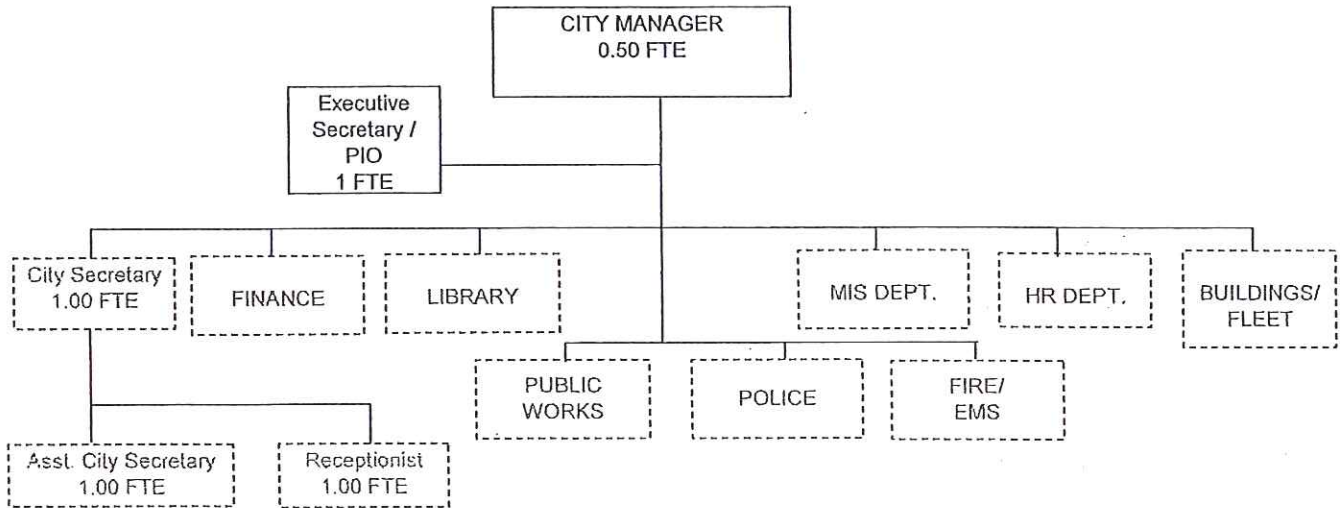 CITY MANAGER
0.50 FTE
Executive
Secretary /
PIO
1 FTE
City Secretary
1.00 FTE
FINANCE
LIBRARY
MIS DEPT.
HR DEPT.
BUILDINGS/
FLEET
PUBLIC
WORKS
POLICE
FIRE/
EMS
Asst. City Secretary
1.00 FTE
Receptionist
1.00 FTE